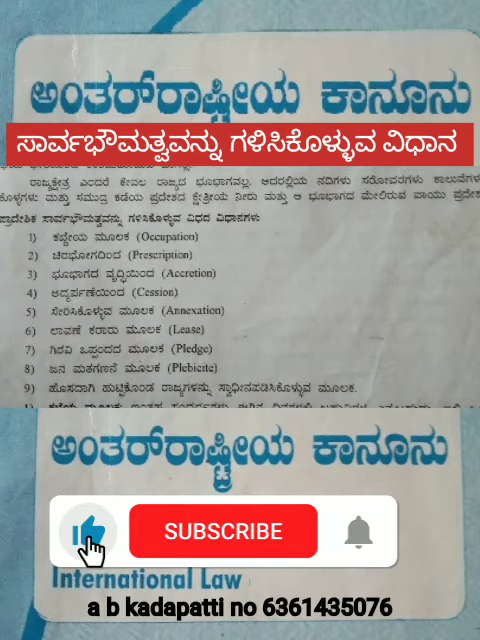 ಅಂತರ್‌ರಾಷ್ಟ್ರೀಯ ಕಾನೂನು
ಸಾರ್ವಭೌಮತ್ವವನ್ನು ಗಳಿಸಿಕೊಳ್ಳುವ ವಿಧಾನ
ರಾಜ್ಯಕ್ಷೇತ್ರ ಎಂದರೆ ಕೇವಲ ರಾಜ್ಯದ ಭೂಭಾಗವಲ್ಲ. ಅದರಲ್ಲಿಯ ನದಿಗಳು ಸರೋವರಗಳು ಕಾಲುವೆಗಳ
ಕೊಳ್ಳಗಳು ಮತ್ತು ಸಮುದ್ರ ಕಡೆಯ ಪ್ರದೇಶದ ಕ್ಷೇತ್ರೀಯ ನೀರು ಮತ್ತು ಆ ಭೂಭಾಗದ ಮೇಲಿರುವ ವಾಯು ಪ್ರದೇಶ
ಪ್ರಾದೇಶಿಕ ಸಾರ್ವಭೌಮತ್ವವನ್ನು ಗಳಿಸಿಕೊಳ್ಳುವ ವಿಧದ ವಿಧಾನಗಳು
1) ಕಬ್ಜೇಯ ಮೂಲಕ (Occupation)
2) ಚಿರಭೋಗದಿಂದ (Prescription)
3) ಭೂಭಾಗದ ವೃದ್ಧಿಯಿಂದ (Accretion)
4) ಅಧ್ಯರ್ಪಣೆಯಿಂದ (Cession)
5) ಸೇರಿಸಿಕೊಳ್ಳುವ ಮೂಲಕ (Annexation)
6) ಲಾವಣೆ ಕರಾರು ಮೂಲಕ (Lease)
7) ಗಿರವಿ ಒಪ್ಪಂದದ ಮೂಲಕ (Pledge)
8) ಜನ ಮತಗಣನೆ ಮೂಲಕ (Plebicite)
9) ಹೊಸದಾಗಿ ಹುಟ್ಟಿಕೊಂಡ ರಾಜ್ಯಗಳನ್ನು ಸ್ವಾಧೀನಪಡಿಸಿಕೊಳ್ಳುವ ಮೂಲಕ.
ಅಂತರ್‌ರಾಷ್ಟ್ರೀಯ ಕಾನೂನು
SUBSCRIBE
International Law
a b kadapatti no 6361435076